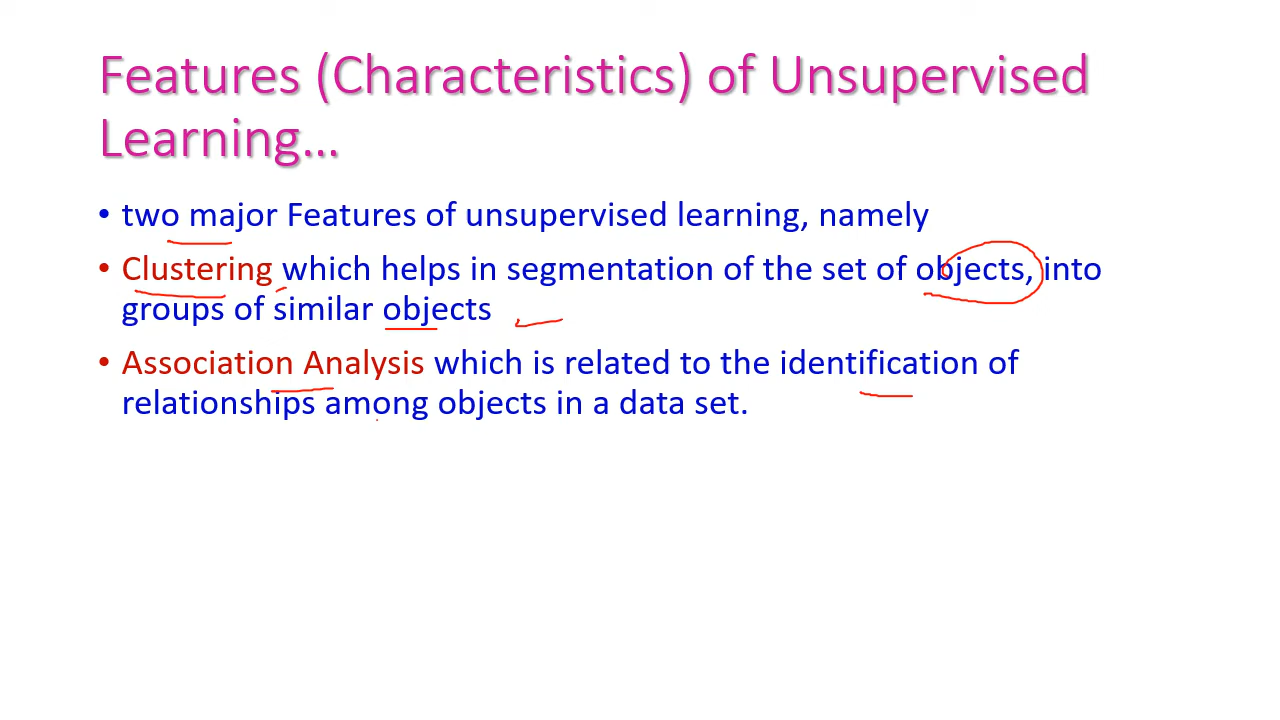 Features (Characteristics) of Unsupervised
Learning...
• two major Features of unsupervised learning, namely
• Clustering which helps in segmentation of the set of objects, into
groups of similar objects
• Association Analysis which is related to the identification of
relationships among objects in a data set.